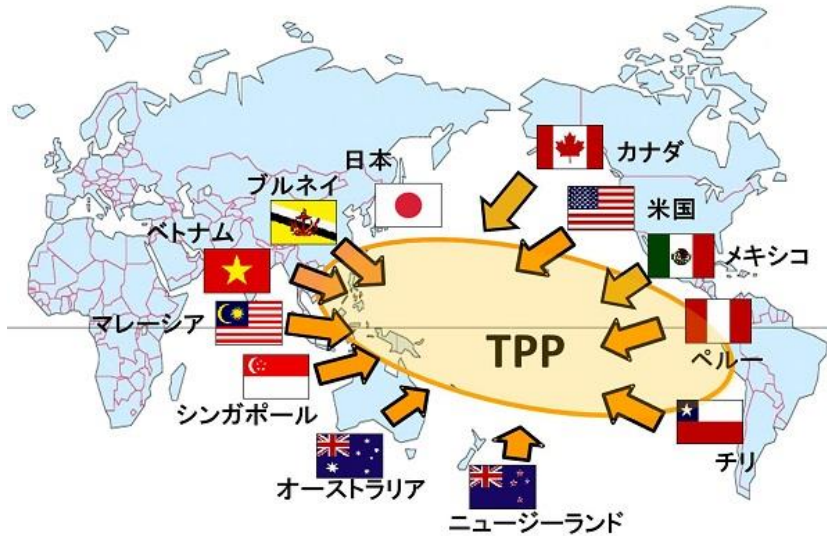 カナダ
日本
ブルネイ
米国
ベトナム
メキシコ
マレーシア
TPP
ペルー
シンガポール
チリ
オーストラリア
ニュージーランド